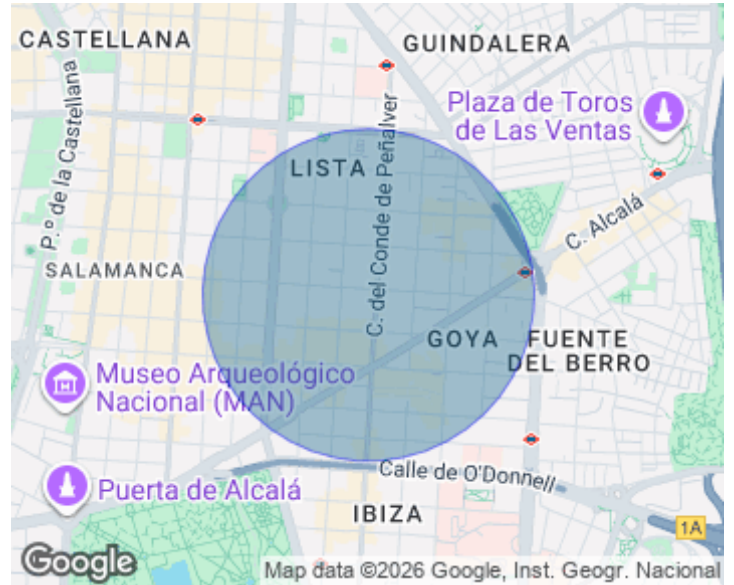 CASTELLANA
GUINDALERA
Plaza de Toros
de Las Ventas
P.º de la Castellana
LISTA
C. del Conde de Peñalver
C. Alcalá
SALAMANCA
GOYA
FUENTE
DEL BERRO
Museo Arqueológico
Nacional (MAN)
Calle de O'Donnell
Puerta de Alcalá
IBIZA
1A
Google
Map data ©2026 Google, Inst. Geogr. Nacional